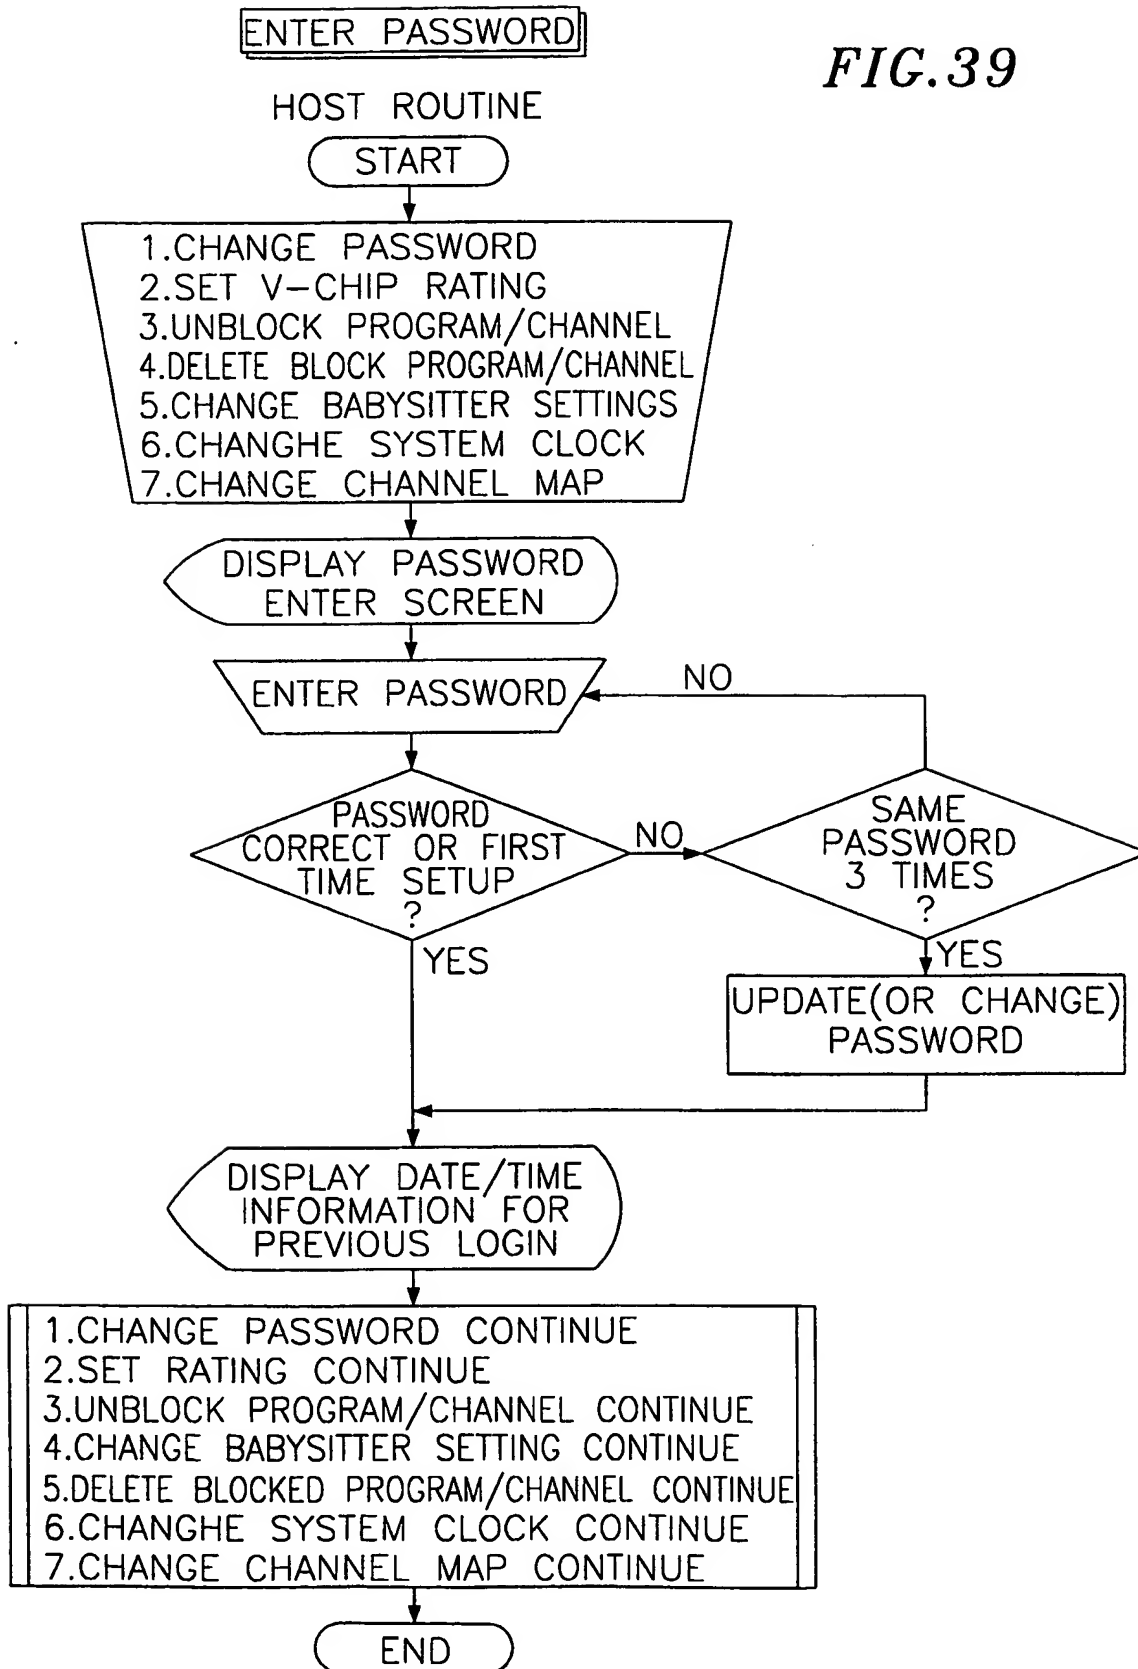 ENTER PASSWORD
FIG.39
HOST ROUTINE
START
1.CHANGE PASSWORD
2.SET V-CHIP RATING
3.UNBLOCK PROGRAM/CHANNEL
4.DELETE BLOCK PROGRAM/CHANNEL
5.CHANGE BABYSITTER SETTINGS
6.CHANGHE SYSTEM CLOCK
7.CHANGE CHANNEL MAP
DISPLAY PASSWORD
ENTER SCREEN
ENTER PASSWORD
NO
PASSWORD
CORRECT OR FIRST
TIME SETUP
?
NO
SAME
PASSWORD
3 TIMES
?
YES
YES
UPDATE(OR CHANGE)
PASSWORD
DISPLAY DATE/TIME
INFORMATION FOR
PREVIOUS LOGIN
1.CHANGE PASSWORD CONTINUE
2.SET RATING CONTINUE
3.UNBLOCK PROGRAM/CHANNEL CONTINUE
4.CHANGE BABYSITTER SETTING CONTINUE
5.DELETE BLOCKED PROGRAM/CHANNEL CONTINUE
6.CHANGHE SYSTEM CLOCK CONTINUE
7.CHANGE CHANNEL MAP CONTINUE
END